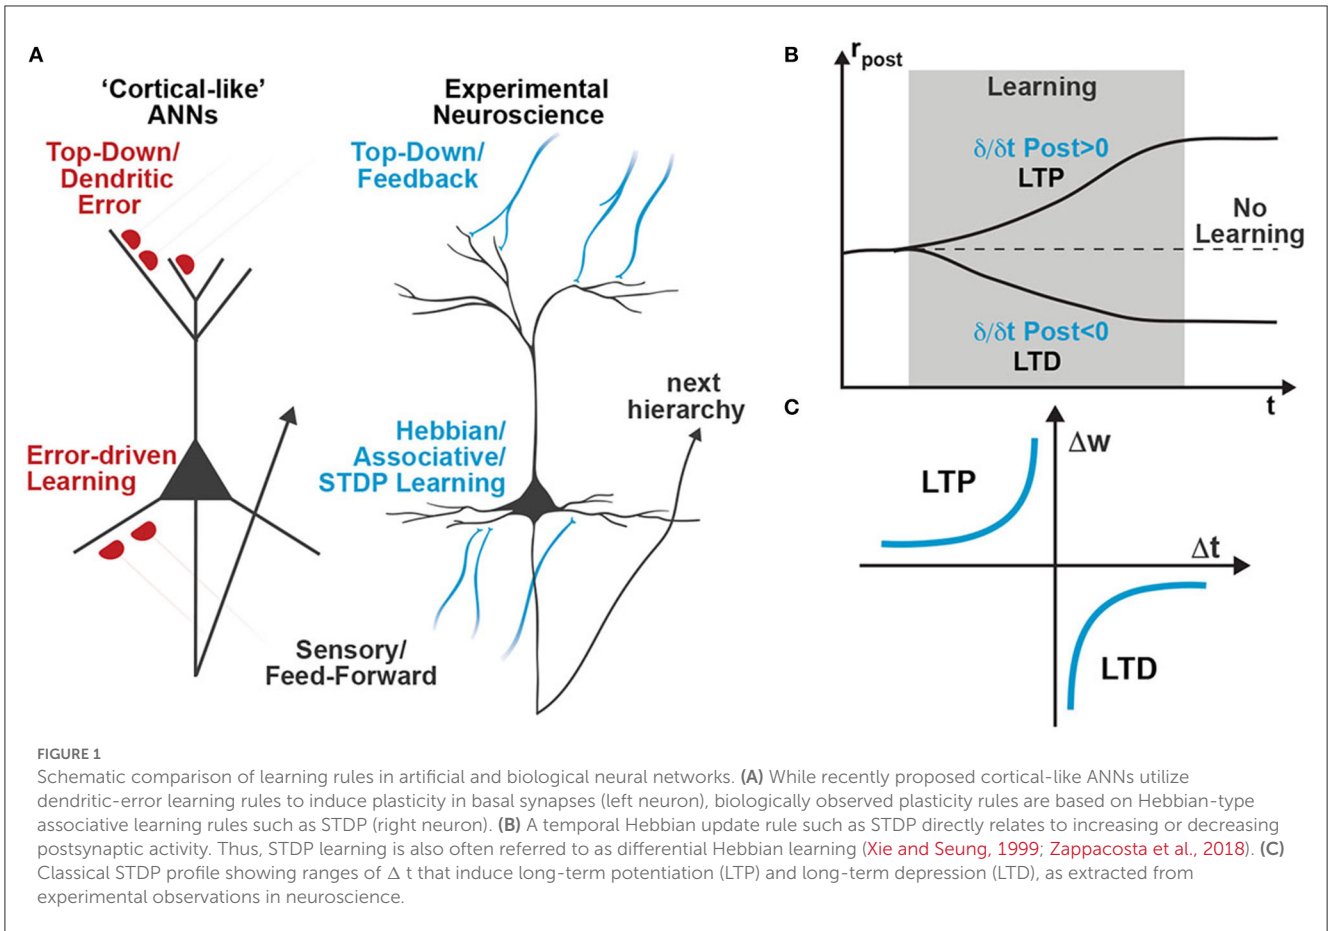 A
'Cortical-like'
ANNs
Top-Down/
Dendritic
Error
Error-driven
Learning
Experimental
Neuroscience
Top-Down/
Feedback
Hebbian/
Associative/
STDP Learning
next
hierarchy
Sensory/
Feed-Forward
B
r post
Learning
δ/δt Post>0
LTP
No
Learning
δ/δt Post<0
LTD
t
C
Δw
LTP
Δt
LTD
FIGURE 1
Schematic comparison of learning rules in artificial and biological neural networks. (A) While recently proposed cortical-like ANNs utilize
dendritic-error learning rules to induce plasticity in basal synapses (left neuron), biologically observed plasticity rules are based on Hebbian-type
associative learning rules such as STDP (right neuron). (B) A temporal Hebbian update rule such as STDP directly relates to increasing or decreasing
postsynaptic activity. Thus, STDP learning is also often referred to as differential Hebbian learning (Xie and Seung, 1999; Zappacosta et al., 2018). (C)
Classical STDP profile showing ranges of Δ t that induce long-term potentiation (LTP) and long-term depression (LTD), as extracted from
experimental observations in neuroscience.